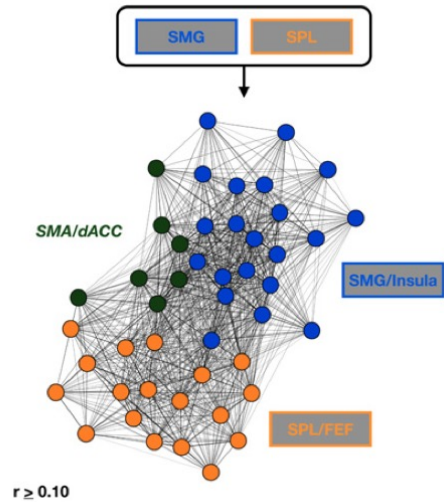 SMG
SPL
SMA/dACC
SMG/Insula
SPL/FEF
r ≥ 0.10